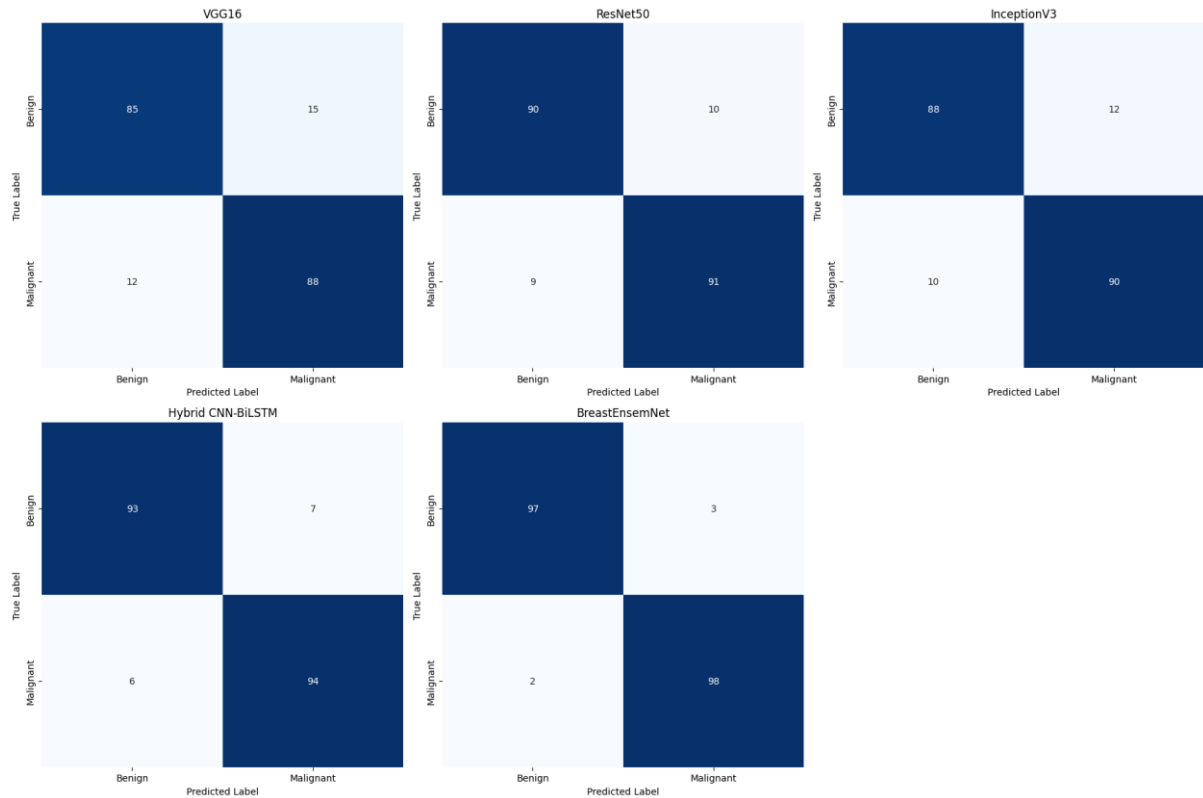 VGG16
Benign
85
15
True Label
Malignant
12
88
Benign
Malignant
Predicted Label
ResNet50
Benign
90
10
True Label
Malignant
9
91
Benign
Malignant
Predicted Label
InceptionV3
Benign
88
12
True Label
Malignant
10
90
Benign
Malignant
Predicted Label
Hybrid CNN-BiLSTM
Benign
93
7
True Label
Malignant
6
94
Benign
Malignant
Predicted Label
BreastEnsemNet
Benign
97
3
True Label
Malignant
2
98
Benign
Malignant
Predicted Label